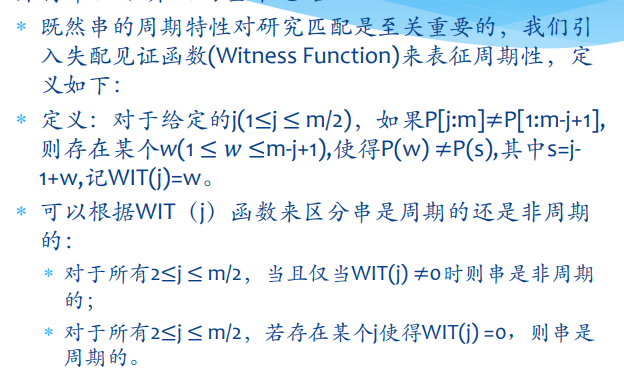 * 既然串的周期特性对研究匹配是至关重要的，我们引
入失配见证函数(Witness Function)来表征周期性，定
义如下：
* 定义：对于给定的j(1≤j ≤ m/2)，如果P[j:m]≠P[1:m-j+1],
则存在某个w(1 ≤ w ≤m-j+1),使得P(w) ≠P(s),其中s=j-
1+w,记WIT(j)=w。
* 可以根据WIT（j）函数来区分串是周期的还是非周期
的：
* 对于所有2≤j ≤ m/2，当且仅当WIT(j) ≠0时则串是非周期
的；
* 对于所有2≤j ≤ m/2，若存在某个j使得WIT(j) =0，则串是
周期的。